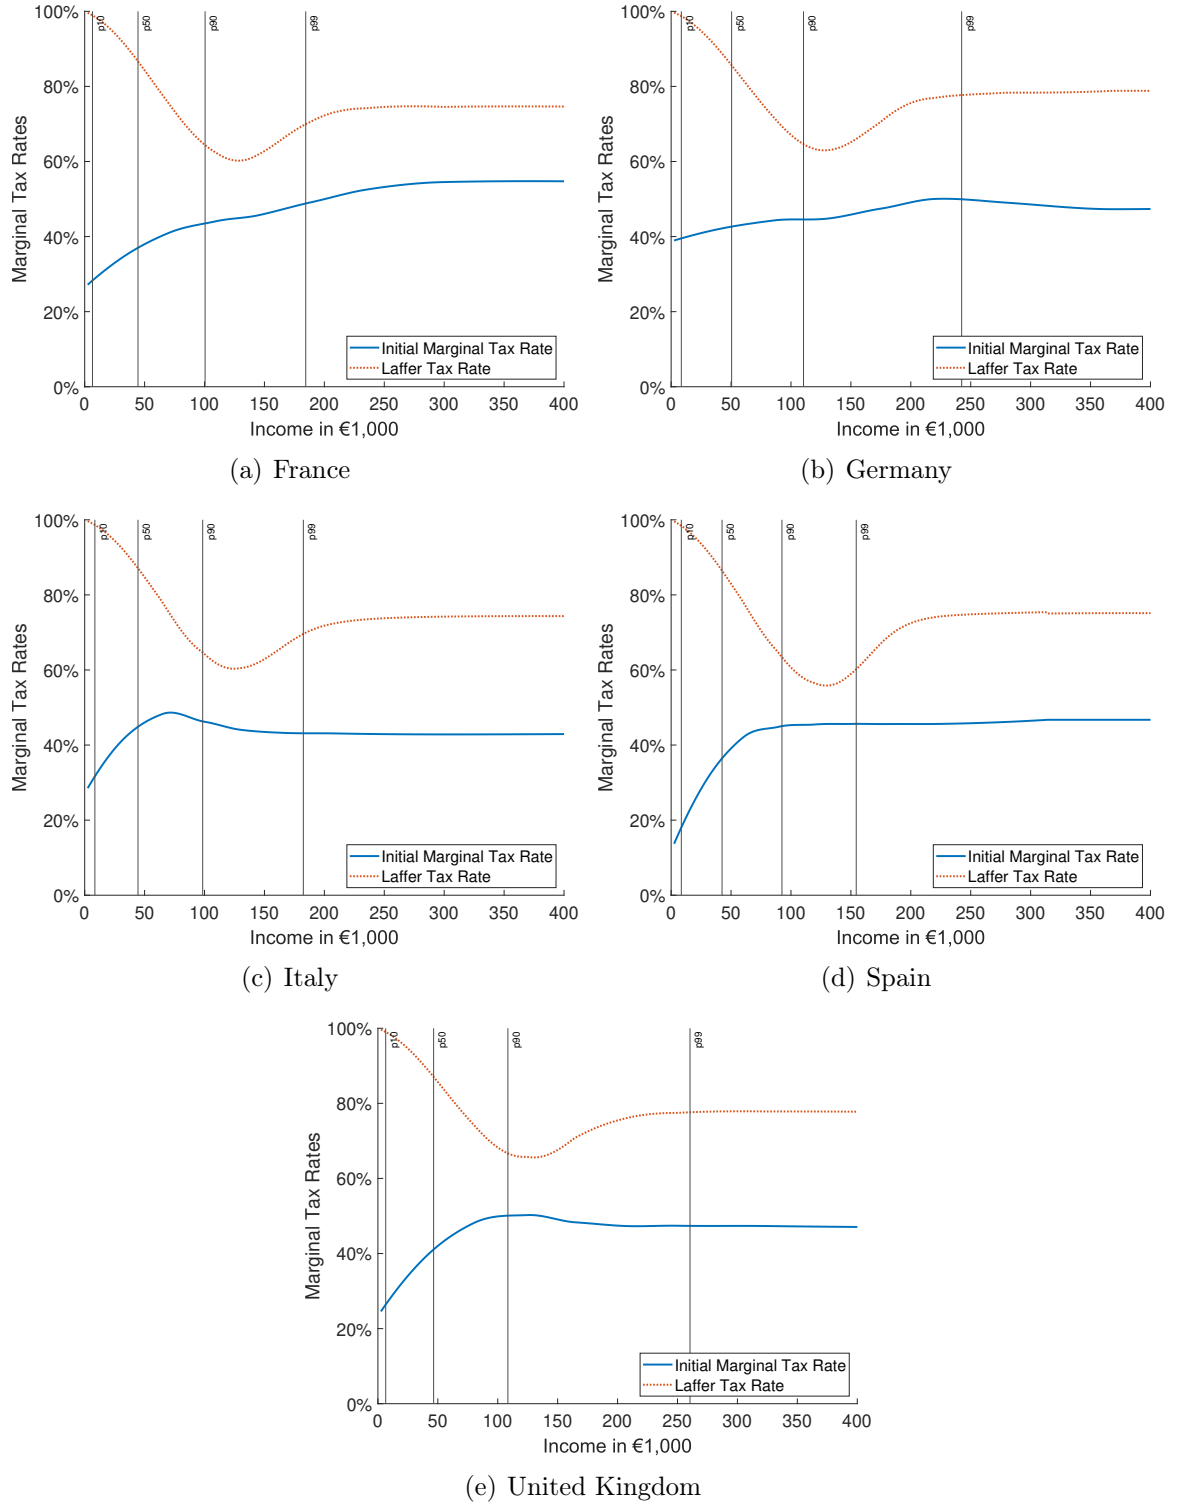 100%
80%
60%
40%
20%
0%
Marginal Tax Rates
p10
p50
p90
p99
Initial Marginal Tax Rate
Laffer Tax Rate
0 50 100 150 200 250 300 350 400
Income in €1,000
(a) France
100%
80%
60%
40%
20%
0%
Marginal Tax Rates
p10
p50
p90
p99
Initial Marginal Tax Rate
Laffer Tax Rate
0 50 100 150 200 250 300 350 400
Income in €1,000
(b) Germany
100%
80%
60%
40%
20%
0%
Marginal Tax Rates
p10
p50
p90
p99
Initial Marginal Tax Rate
Laffer Tax Rate
0 50 100 150 200 250 300 350 400
Income in €1,000
(c) Italy
100%
80%
60%
40%
20%
0%
Marginal Tax Rates
p10
p50
p90
p99
Initial Marginal Tax Rate
Laffer Tax Rate
0 50 100 150 200 250 300 350 400
Income in €1,000
(d) Spain
100%
80%
60%
40%
20%
0%
Marginal Tax Rates
p10
p50
p90
p99
Initial Marginal Tax Rate
Laffer Tax Rate
0 50 100 150 200 250 300 350 400
Income in €1,000
(e) United Kingdom